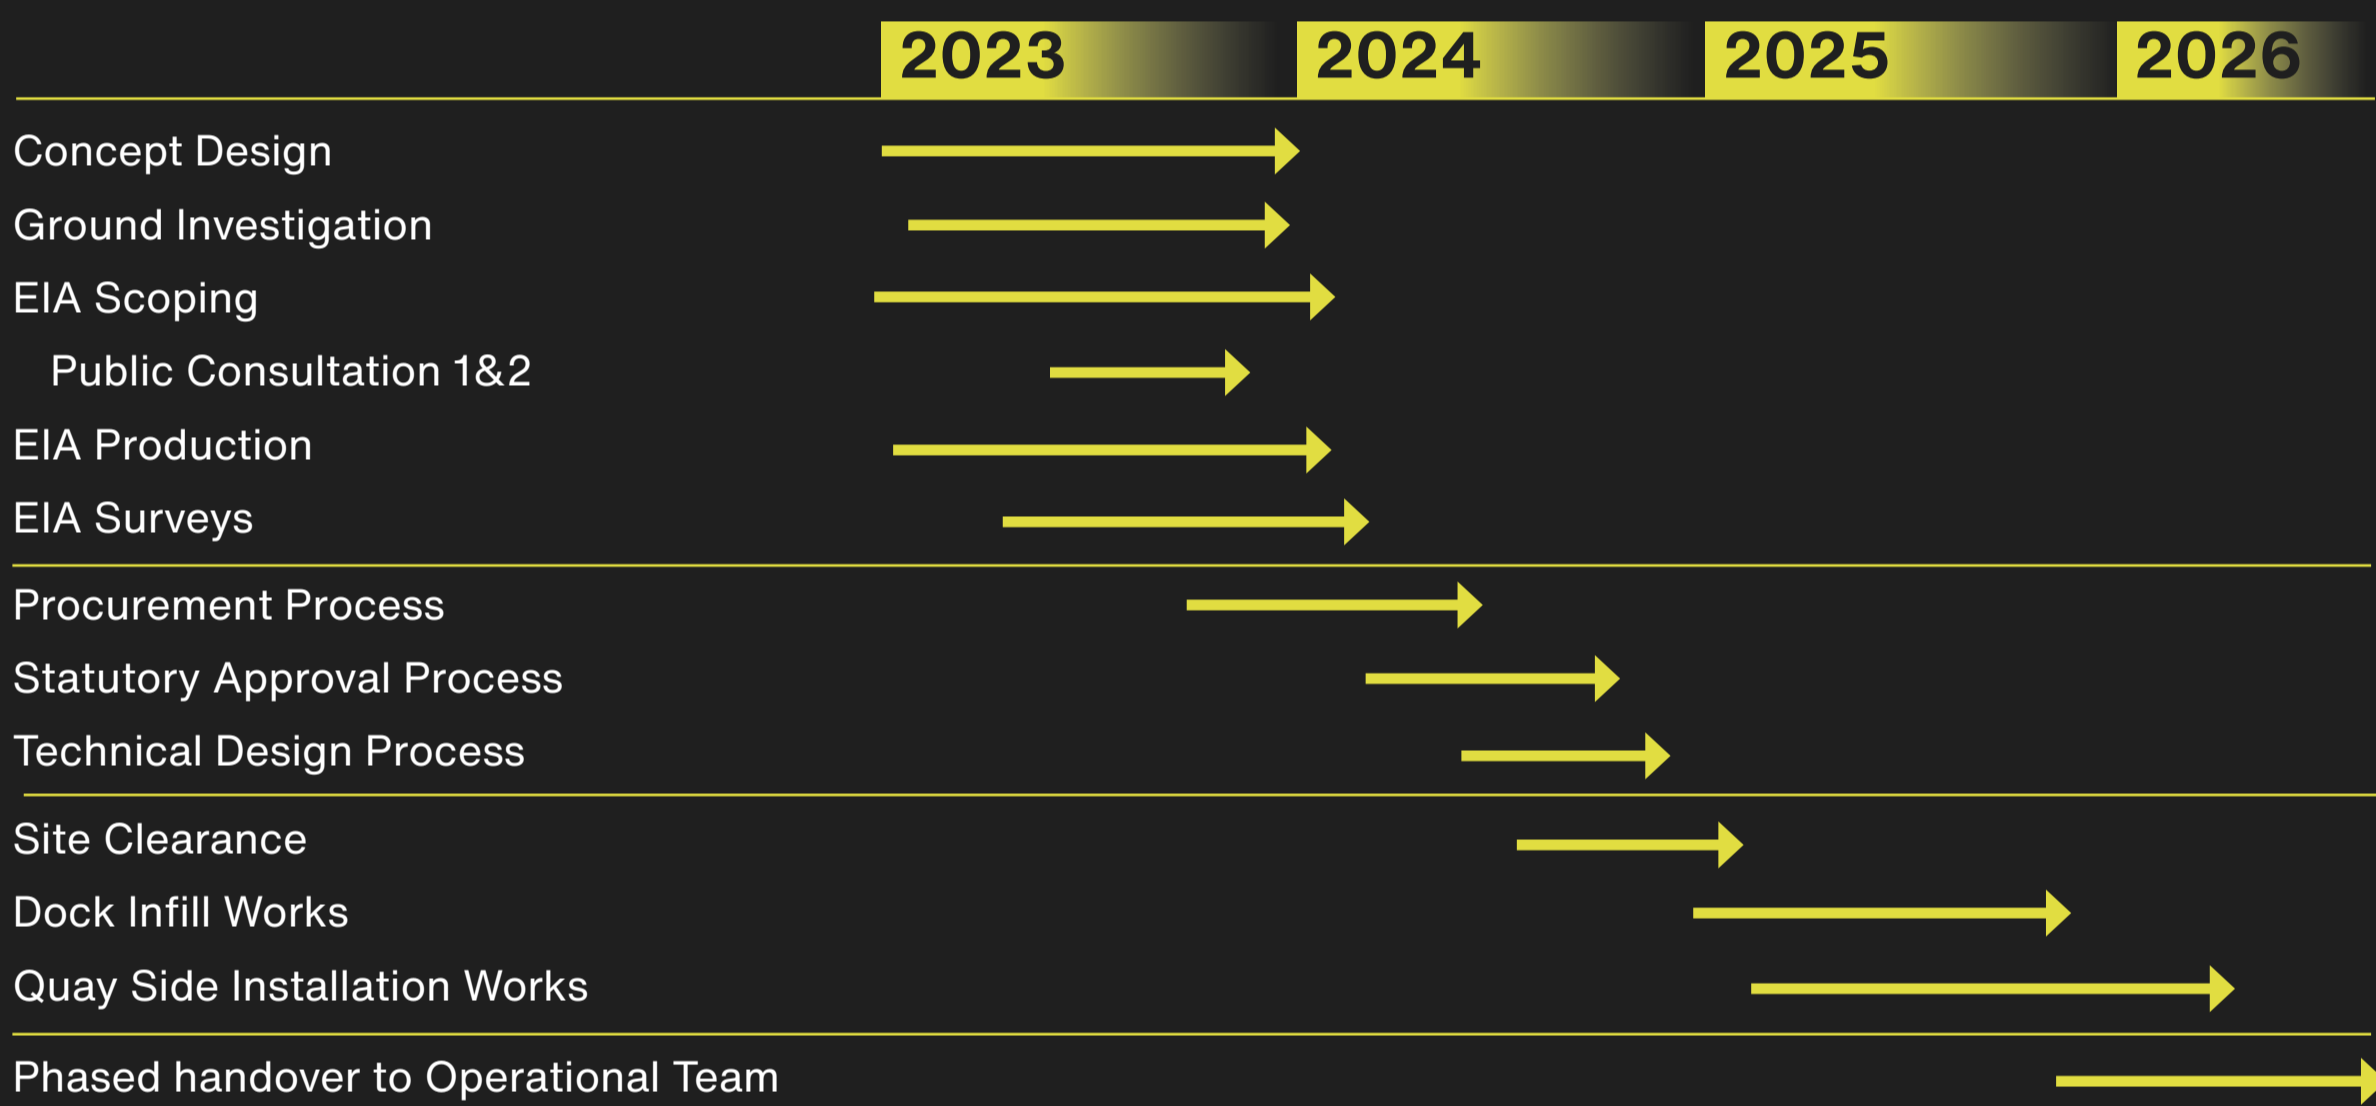 2023 2024 2025 2026
Concept Design
Ground Investigation
EIA Scoping
Public Consultation 1&2
EIA Production
EIA Surveys
Procurement Process
Statutory Approval Process
Technical Design Process
Site Clearance
Dock Infill Works
Quay Side Installation Works
Phased handover to Operational Team